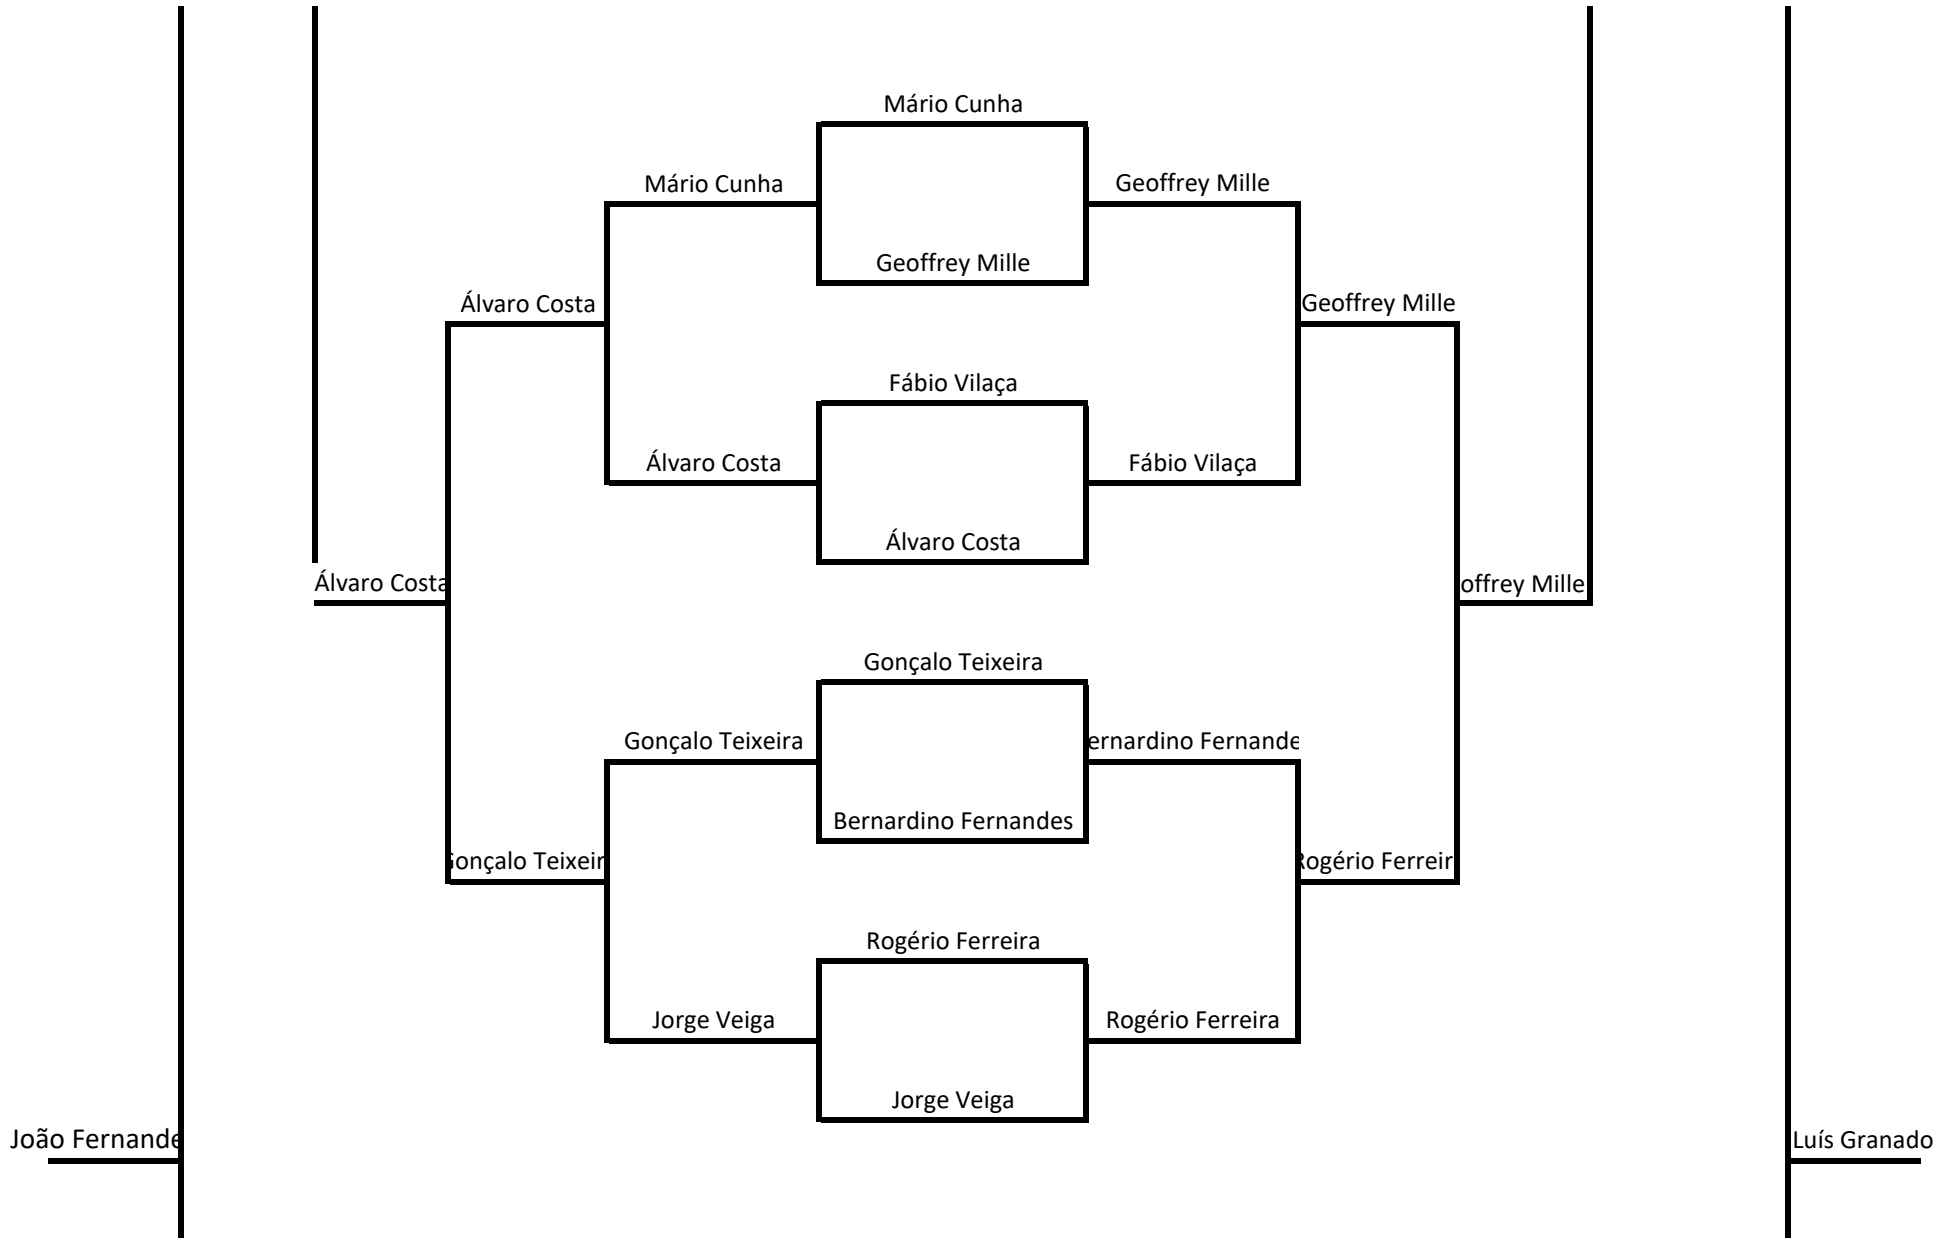 Mário Cunha
Mário Cunha
Geoffrey Mille
Geoffrey Mille
Álvaro Costa
Geoffrey Mille
Fábio Vilaça
Álvaro Costa
Fábio Vilaça
Álvaro Costa
Álvaro Costa
offrey Mille
Gonçalo Teixeira
Gonçalo Teixeira
ernardino Fernande
Bernardino Fernandes
Gonçalo Teixeir
Rogério Ferreir
Rogério Ferreira
Jorge Veiga
Rogério Ferreira
Jorge Veiga
João Fernande
Luís Granado